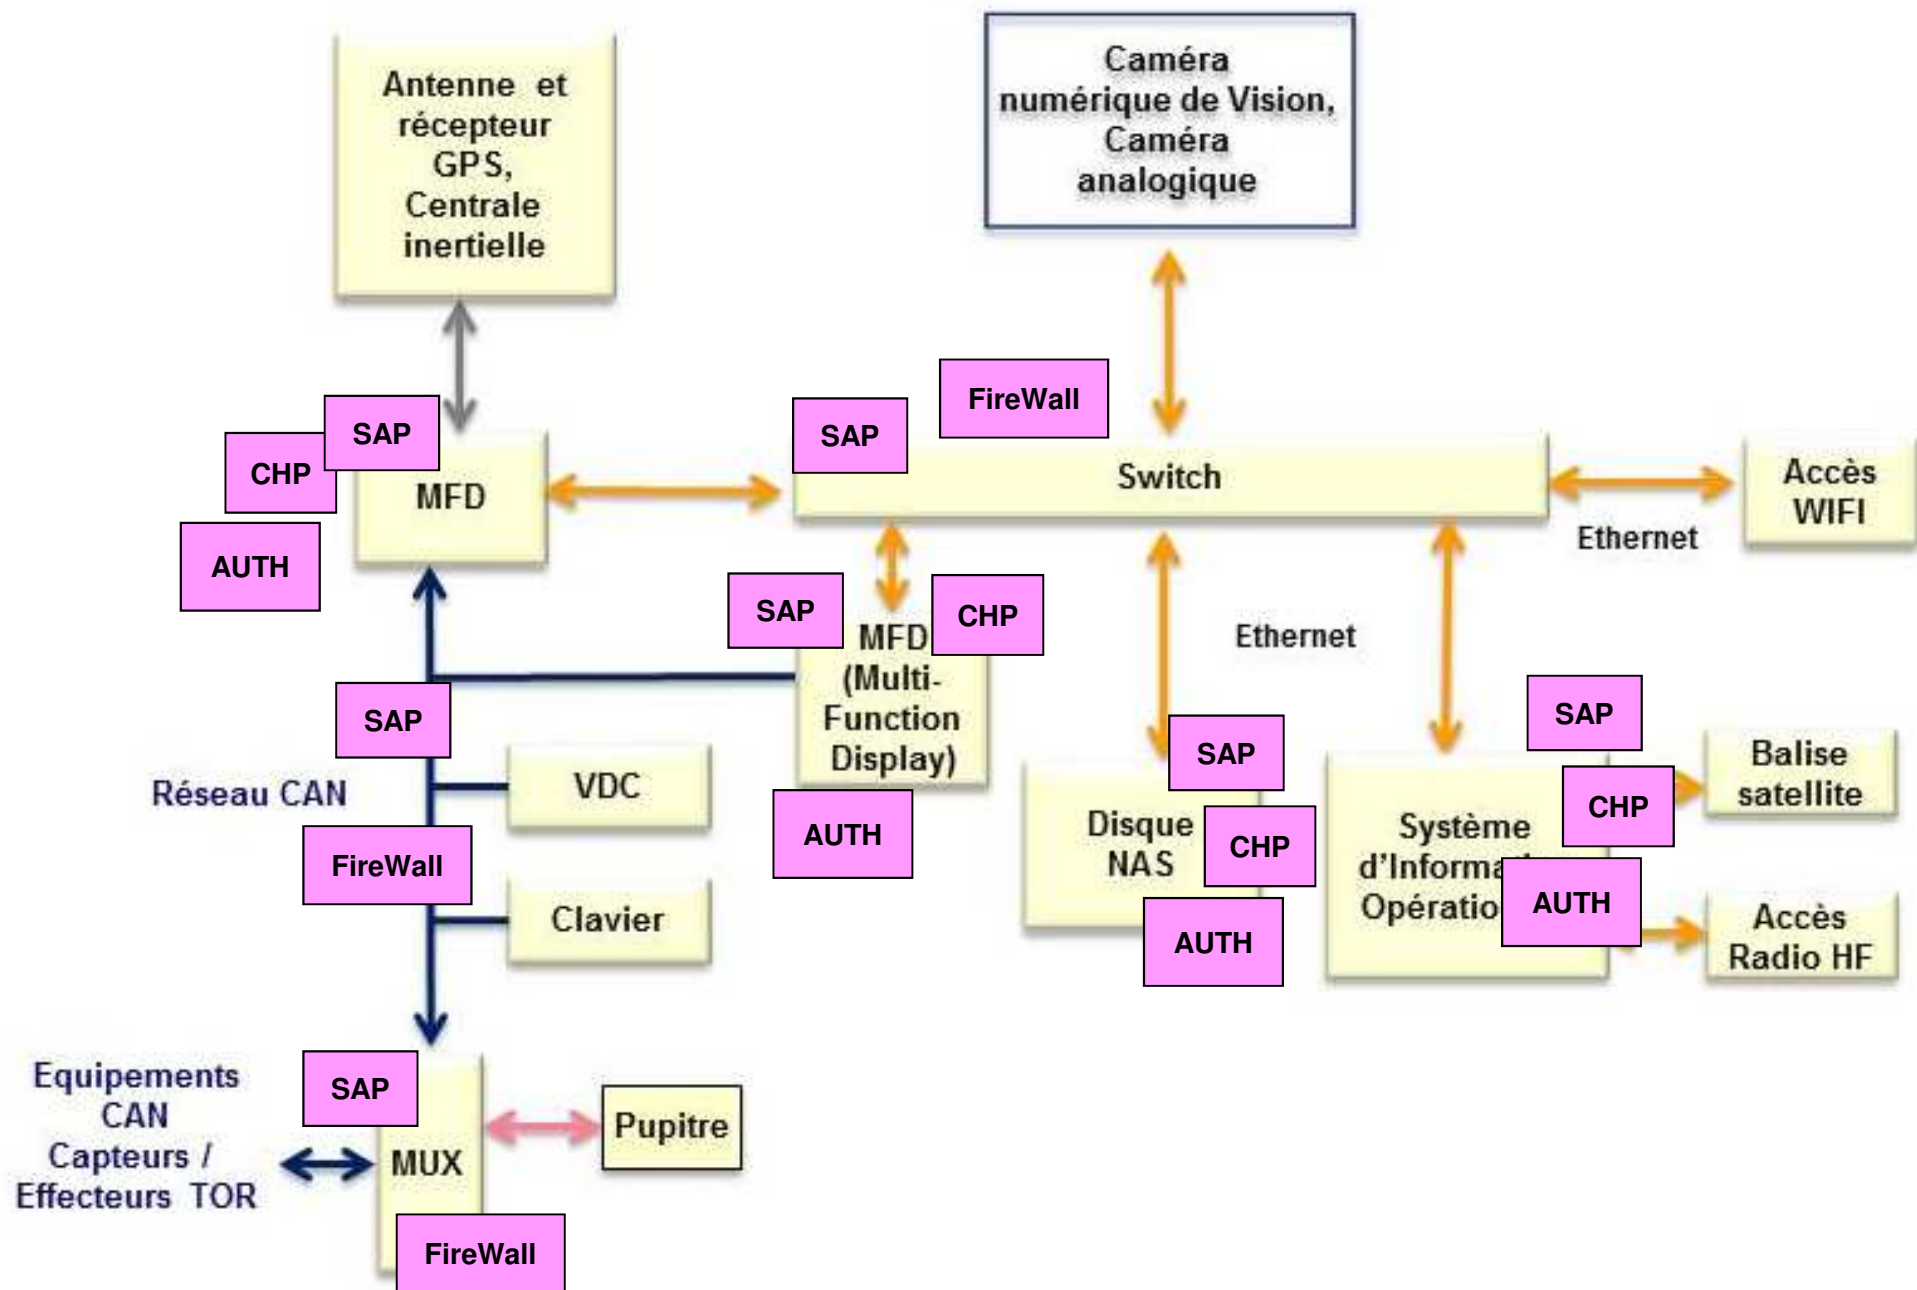 Antenne et
récepteur
GPS,
Centrale
inertielle
Caméra
numérique de Vision,
Caméra
analogique
FireWall
SAP
SAP
CHP
MFD
AUTH
Switch
Accès
WIFI
Ethernet
SAP
CHP
MFD
(Multi-
Function
Display)
AUTH
Ethernet
SAP
Réseau CAN
VDC
FireWall
Clavier
SAP
Disque
NAS
CHP
AUTH
SAP
CHP
Système
d'Informa
Opératio
AUTH
Balise
satellite
Accès
Radio HF
Equipements
CAN
Capteurs /
Effecteurs TOR
SAP
MUX
FireWall
Pupitre